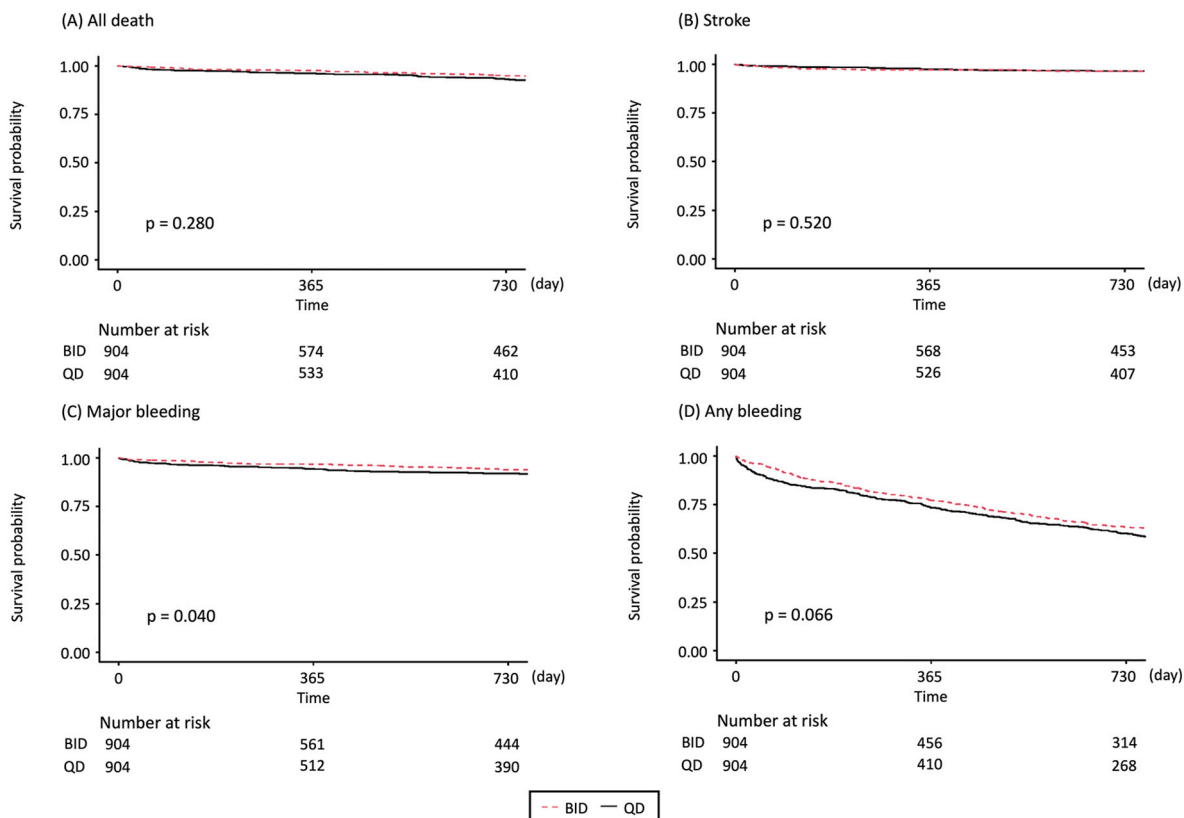 (A) All death
Survival probability
1.00
0.75
0.50
0.25
0.00
p = 0.280
0 365 730 (day)
Time
Number at risk
BID 904 574 462
QD 904 533 410
(B) Stroke
Survival probability
1.00
0.75
0.50
0.25
0.00
p = 0.520
0 365 730 (day)
Time
Number at risk
BID 904 568 453
QD 904 526 407
(C) Major bleeding
Survival probability
1.00
0.75
0.50
0.25
0.00
p = 0.040
0 365 730 (day)
Time
Number at risk
BID 904 561 444
QD 904 512 390
(D) Any bleeding
Survival probability
1.00
0.75
0.50
0.25
0.00
p = 0.066
0 365 730 (day)
Time
Number at risk
BID 904 456 314
QD 904 410 268
BID QD